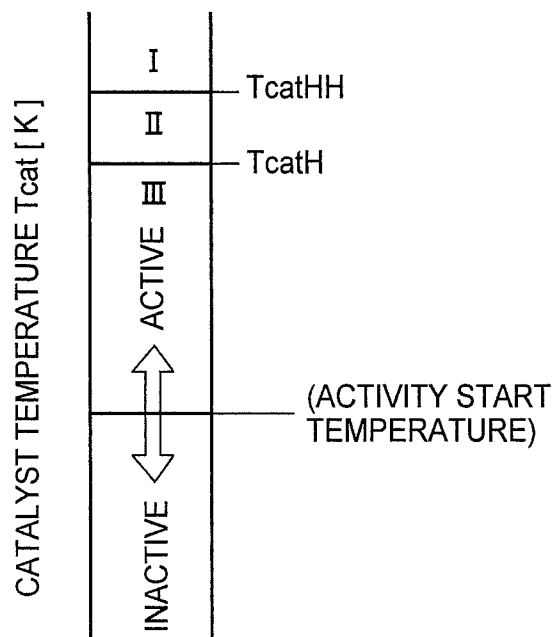 CATALYST TEMPERATURE Tcat [ K ]
Ⅰ
TcatHH
Ⅱ
TcatH
Ⅲ
ACTIVE
(ACTIVITY START
TEMPERATURE)
INACTIVE